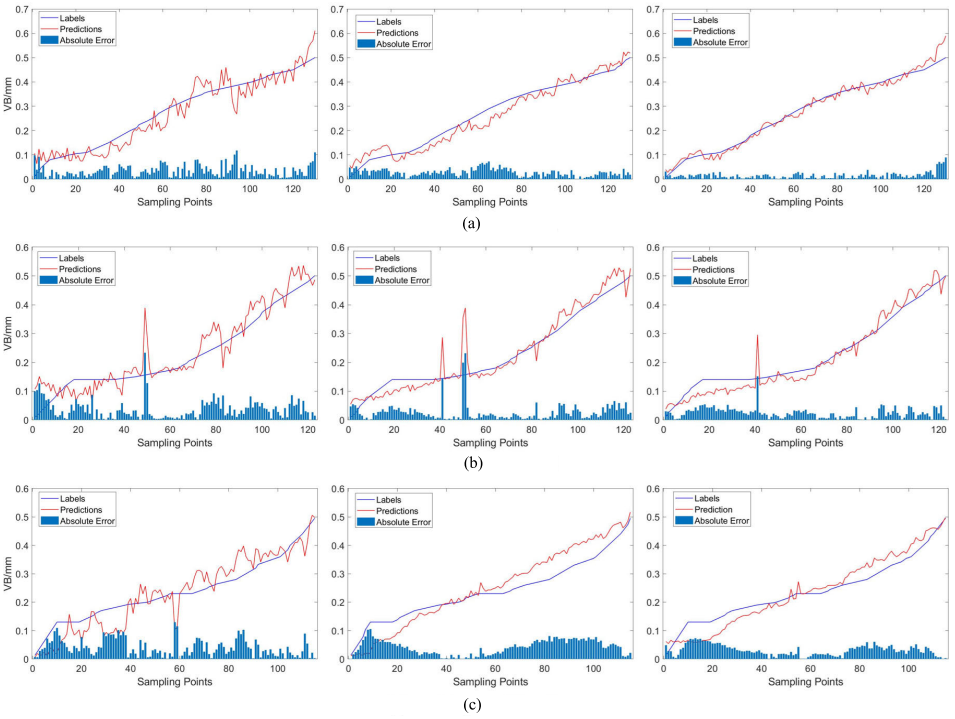 0.7
0.6
0.5
0.4
0.3
0.2
0.1
0
VB/mm
Labels
Predictions
Absolute Error
0 20 40 60 80 100 120
Sampling Points
0.7
0.6
0.5
0.4
0.3
0.2
0.1
0
Labels
Predictions
Absolute Error
0 20 40 60 80 100 120
Sampling Points
0.7
0.6
0.5
0.4
0.3
0.2
0.1
0
Labels
Predictions
Absolute Error
0 20 40 60 80 100 120
Sampling Points
(a)
0.6
0.5
0.4
0.3
0.2
0.1
0
VB/mm
Labels
Predictions
Absolute Error
0 20 40 60 80 100 120
Sampling Points
0.6
0.5
0.4
0.3
0.2
0.1
0
Labels
Predictions
Absolute Error
0 20 40 60 80 100 120
Sampling Points
0.6
0.5
0.4
0.3
0.2
0.1
0
Labels
Predictions
Absolute Error
0 20 40 60 80 100 120
Sampling Points
(b)
0.6
0.5
0.4
0.3
0.2
0.1
0
VB/mm
Labels
Predictions
Absolute Error
0 20 40 60 80 100
Sampling Points
0.6
0.5
0.4
0.3
0.2
0.1
0
Labels
Predictions
Absolute Error
0 20 40 60 80 100
Sampling Points
0.6
0.5
0.4
0.3
0.2
0.1
0
Labels
Prediction
Absolute Error
0 20 40 60 80 100
Sampling Points
(c)